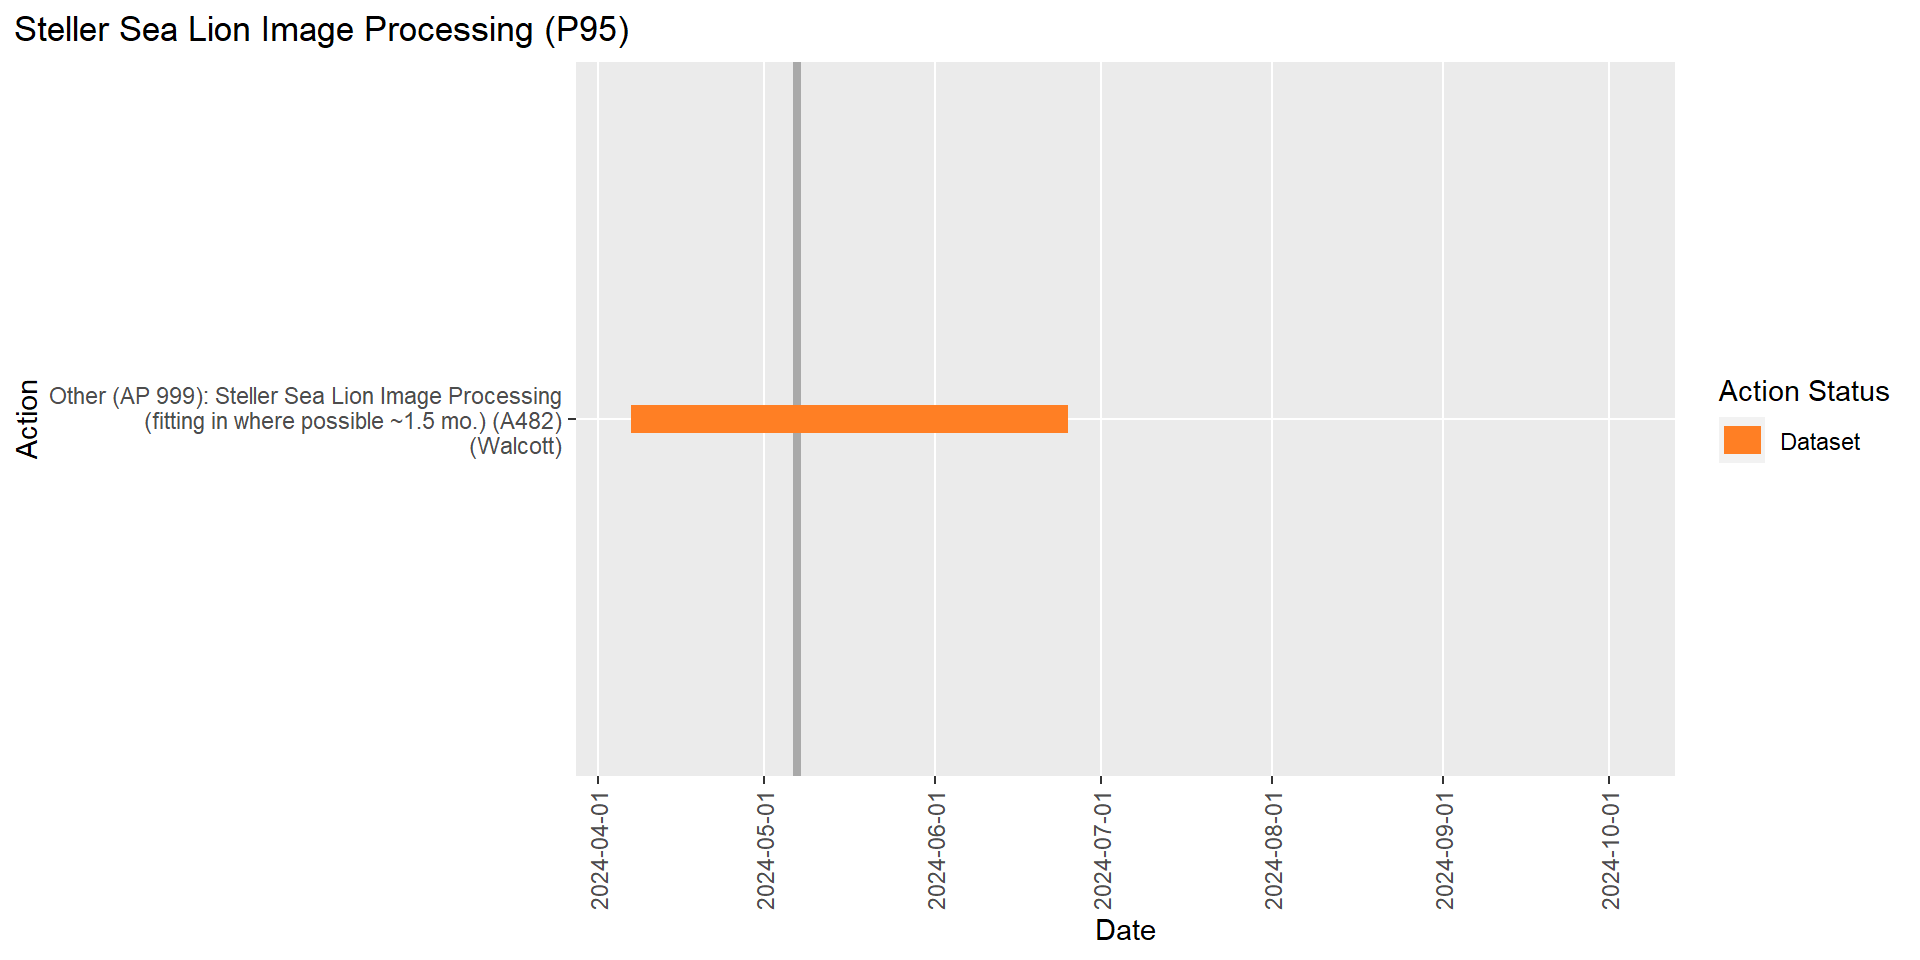 Steller Sea Lion Image Processing (P95)
Action
Other (AP 999): Steller Sea Lion Image Processing
(fitting in where possible ~1.5 mo.) (A482)
(Walcott)
2024-04-01
2024-05-01
2024-06-01
2024-07-01
2024-08-01
2024-09-01
2024-10-01
Date
Action Status
Dataset